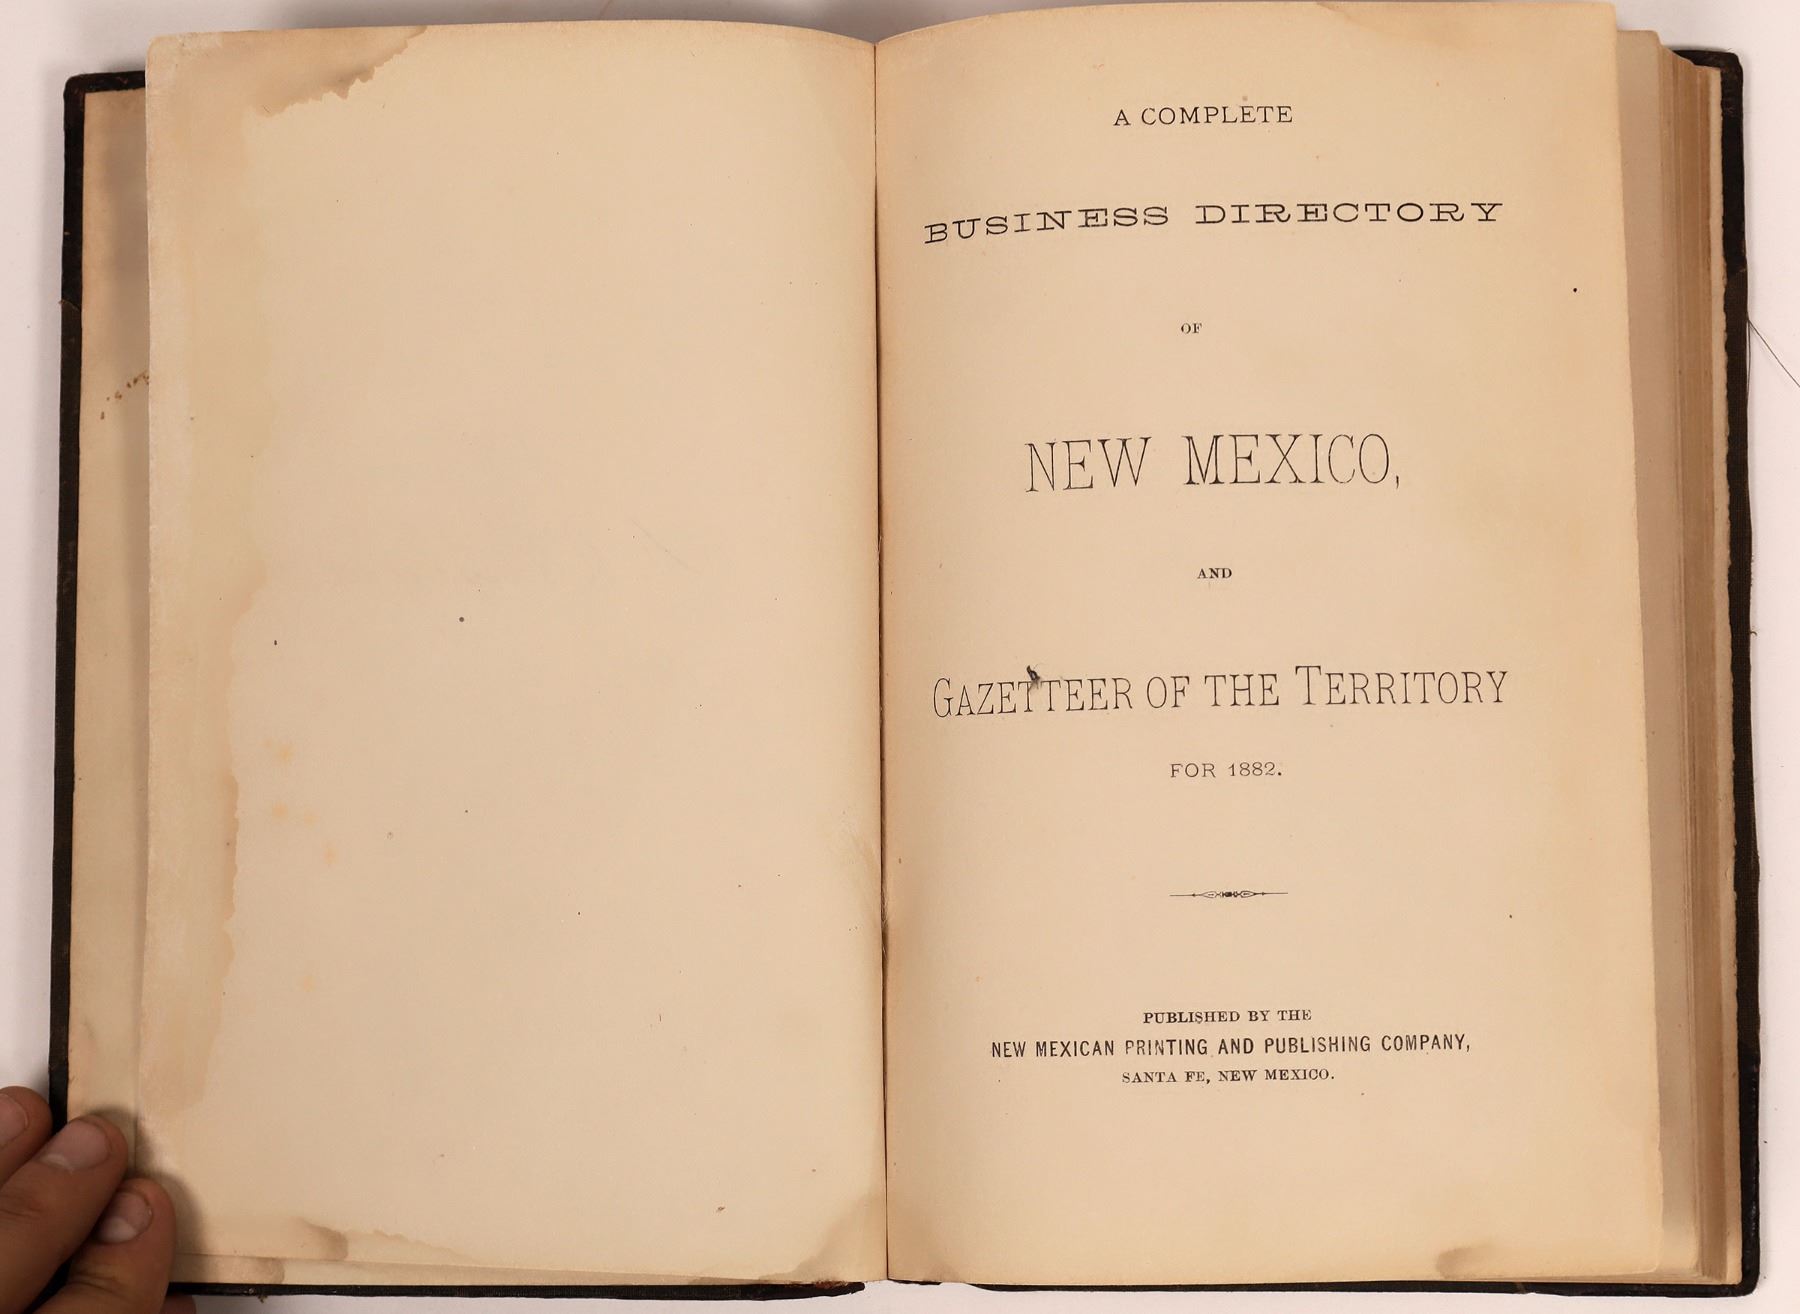 A COMPLETE
BUSINESS DIRECTORY
OF
NEW MEXICO,
AND
GAZETTEER OF THE TERRITORY
FOR 1882.
PUBLISHED BY THE
NEW MEXICAN PRINTING AND PUBLISHING COMPANY,
SANTA FE, NEW MEXICO.